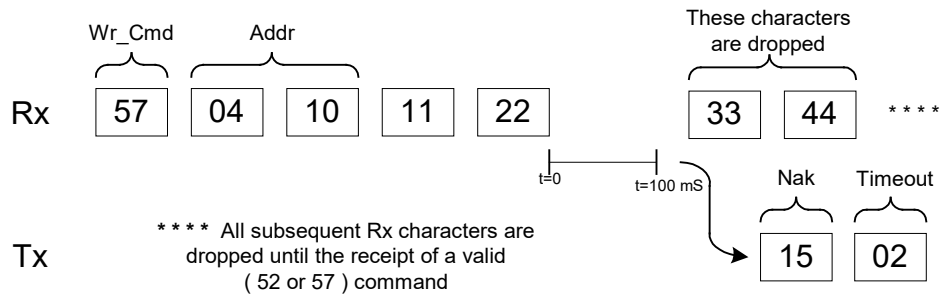 These characters
are dropped
Wr_Cmd Addr
Rx 57 04 10 11 22 33 44 * * * *
t=0 t=100 mS
Nak Timeout
* * * * All subsequent Rx characters are
dropped until the receipt of a valid
( 52 or 57 ) command
Tx 15 02